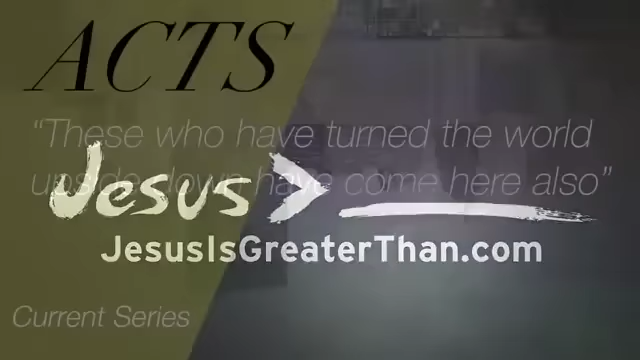 ACTS
“These who have turned the world
upside down have come here also”
Jesus > 
JesusIsGreaterThan.com
Current Series